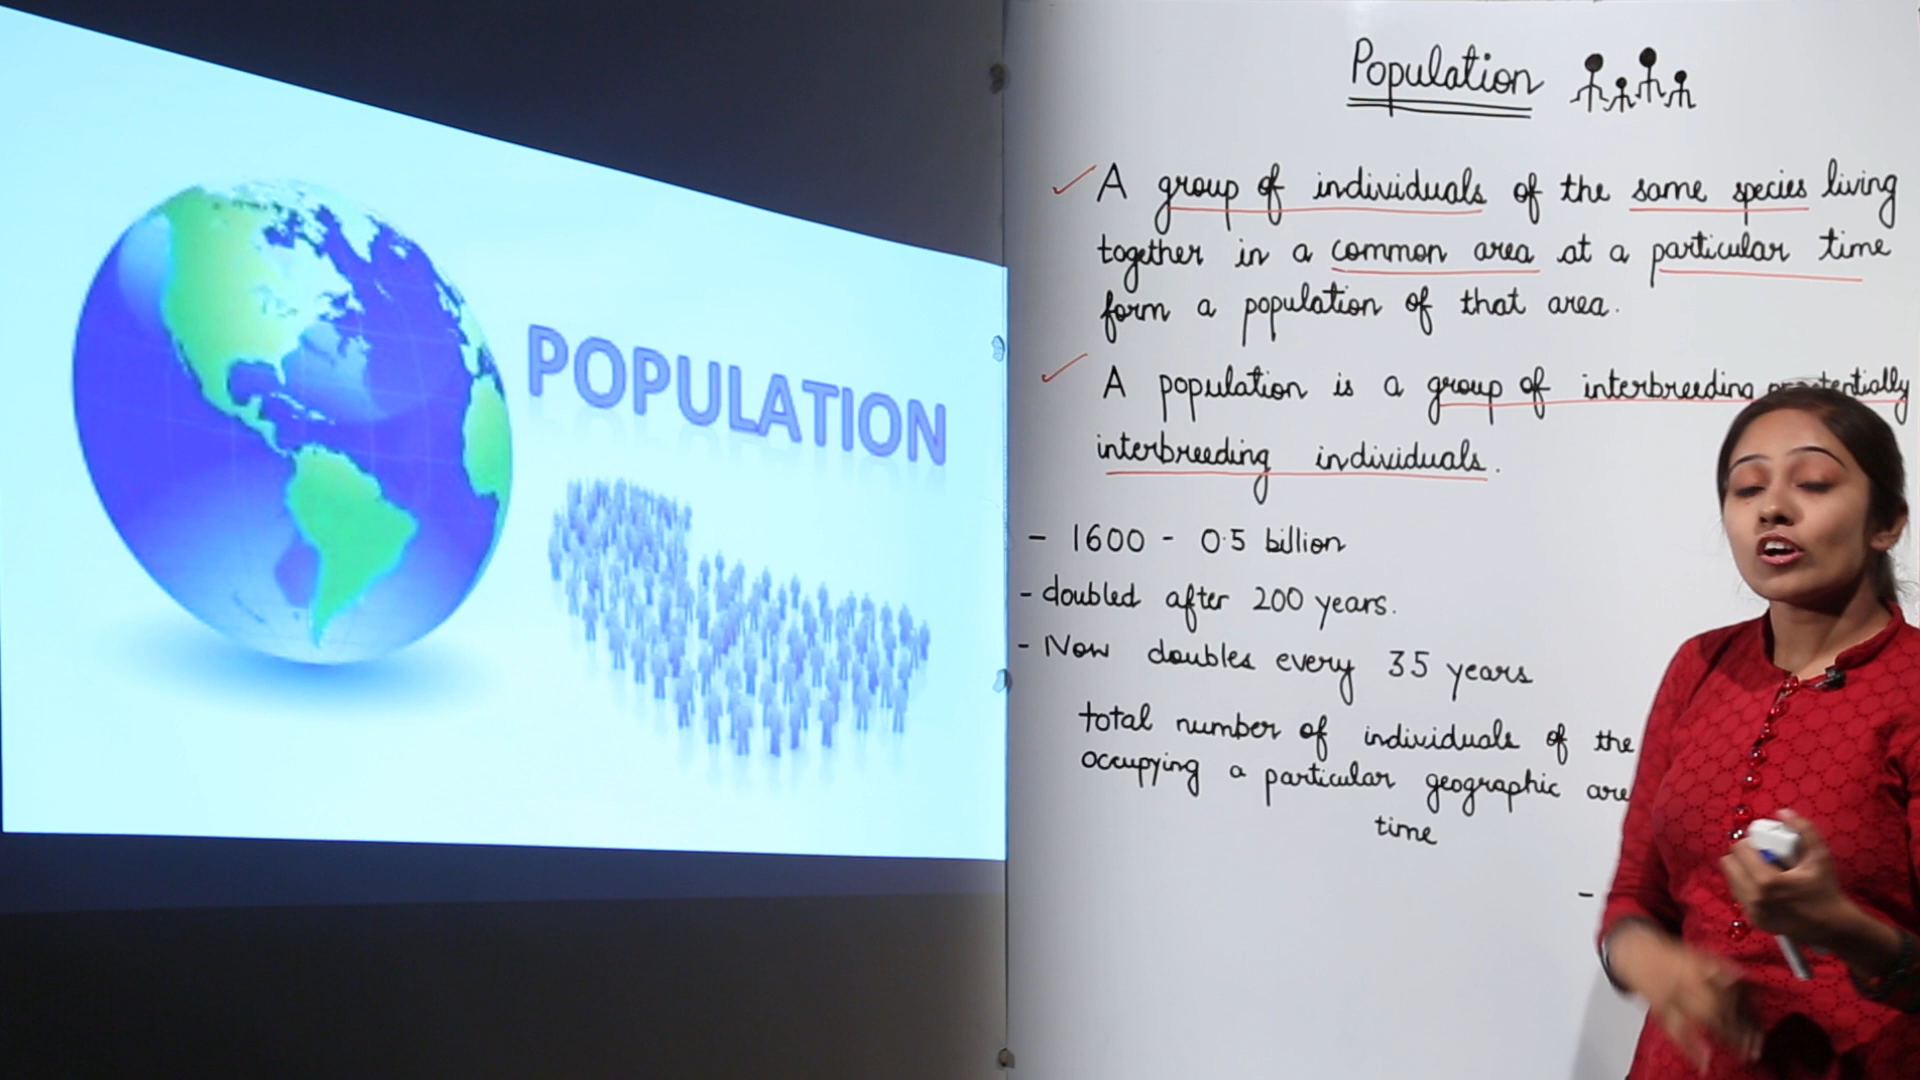 POPULATION
Population
A group of individuals of the same species living
together in a common area at a particular time
form a population of that area.
A population is a group of interbreeding potentially
interbreeding individuals.
- 1600 - 0.5 billion
- doubled after 200 years.
- Now doubles every 35 years
total number of individuals of the
occupying a particular geographic
time